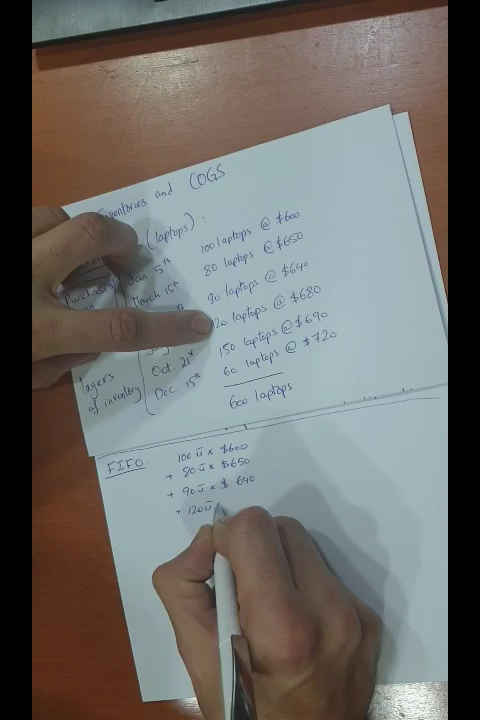 Inventories and COGS
(laptops):
Purchases
Jan 5th 100 laptops @ $600
March 15th 80 laptops @ $650
90 laptops @ $640
120 laptops @ $680
Oct. 21st 150 laptops @ $690
Dec. 15th 60 laptops @ $720
layers
of inventory
600 laptops
FIFO: 100 u x $600
+ 80 u x $650
+ 90 u x $ 640
+ 120 u